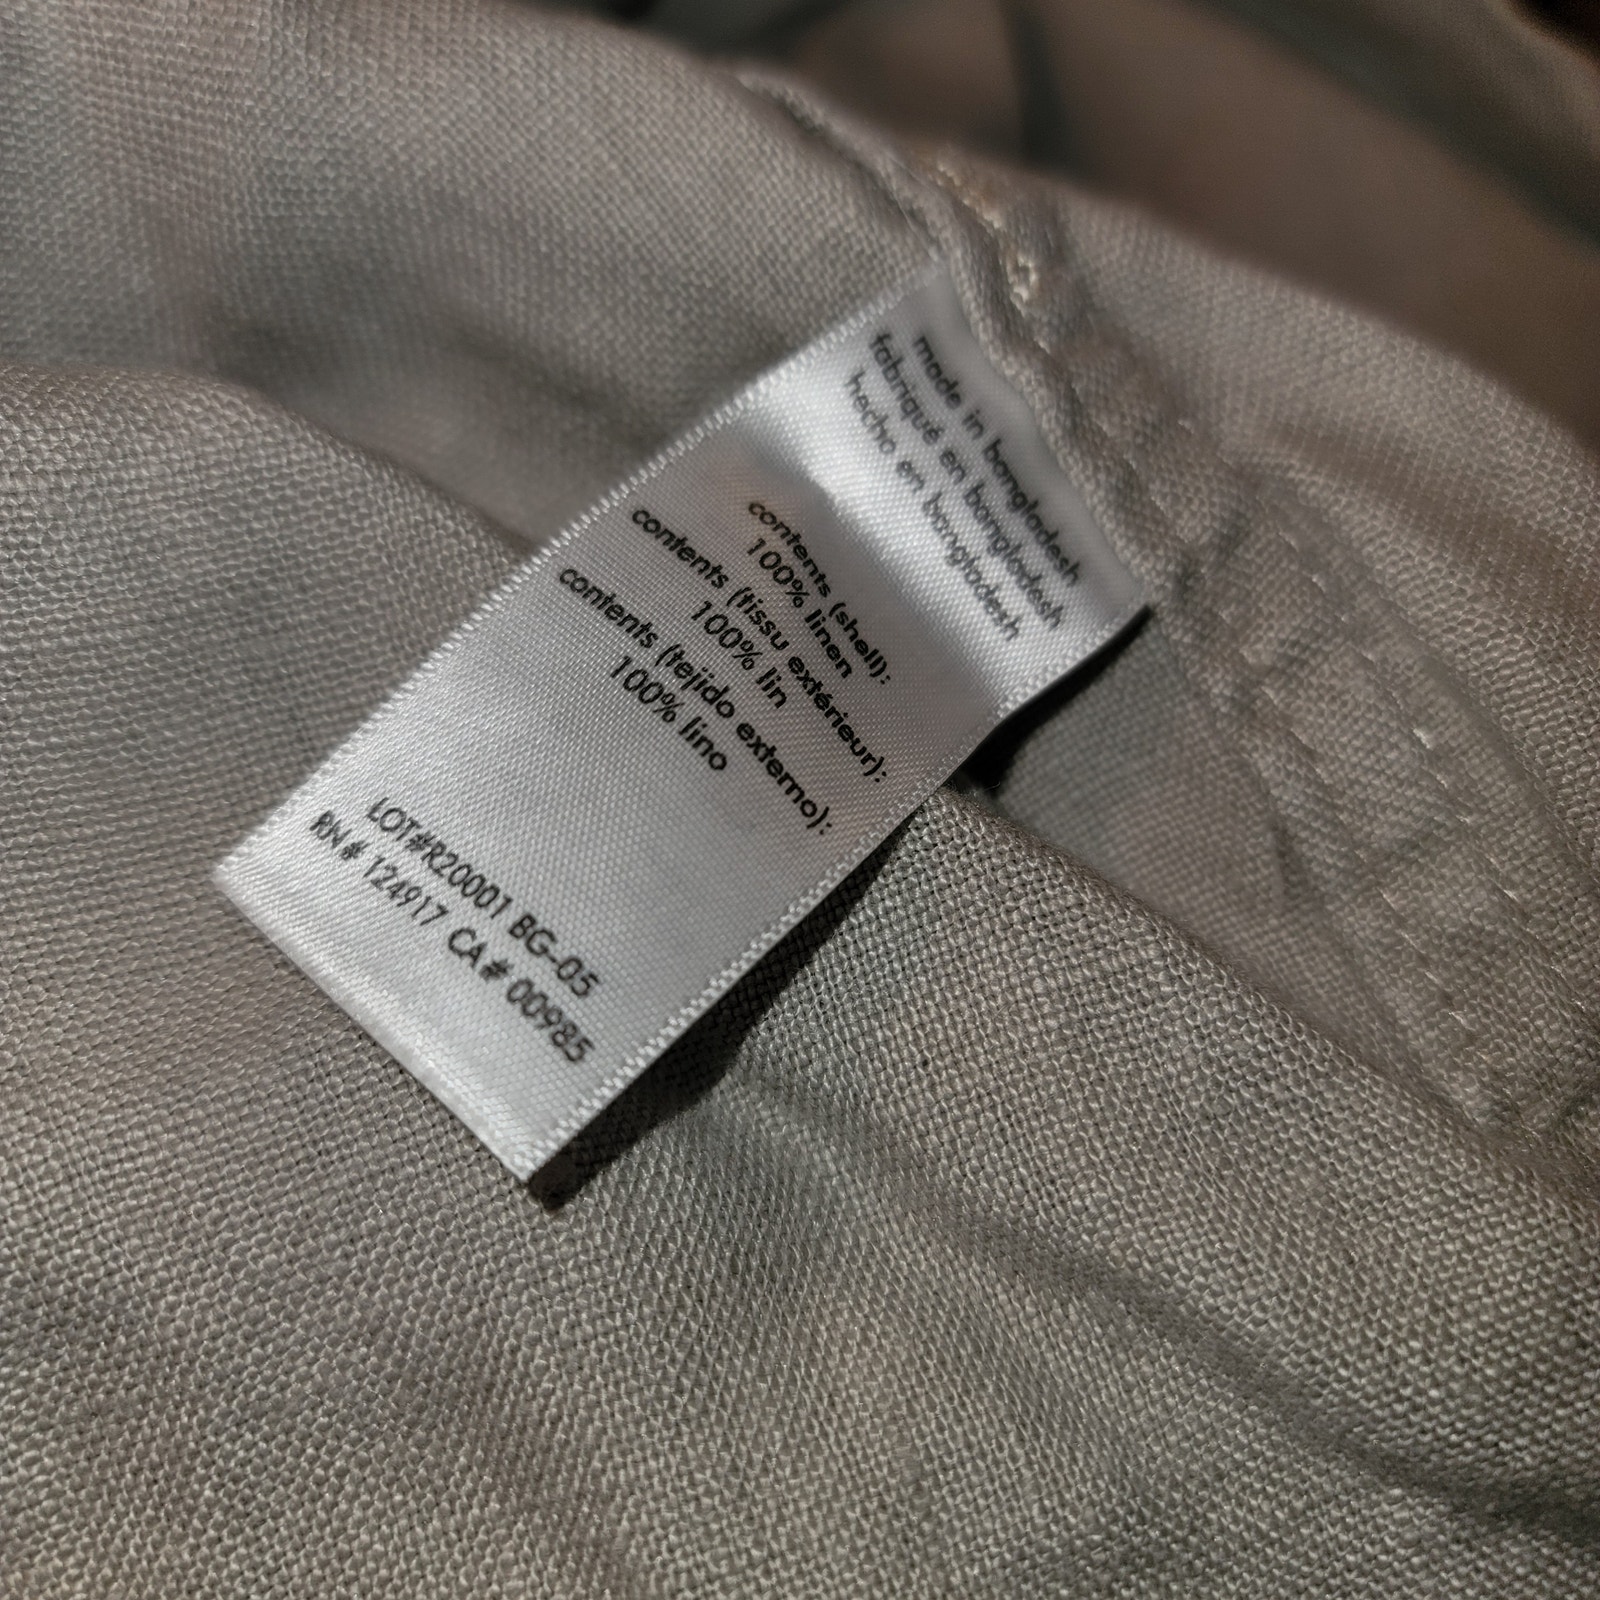 made in bangladesh
fabriqué en bangladesh
hecho en bangladesh
contents (shell):
100% linen
contents (tissu extérieur):
100% lin
contents (tejido externo):
100% lino
LOT#R20001 BG-05
RN# 124917 CA# 00985